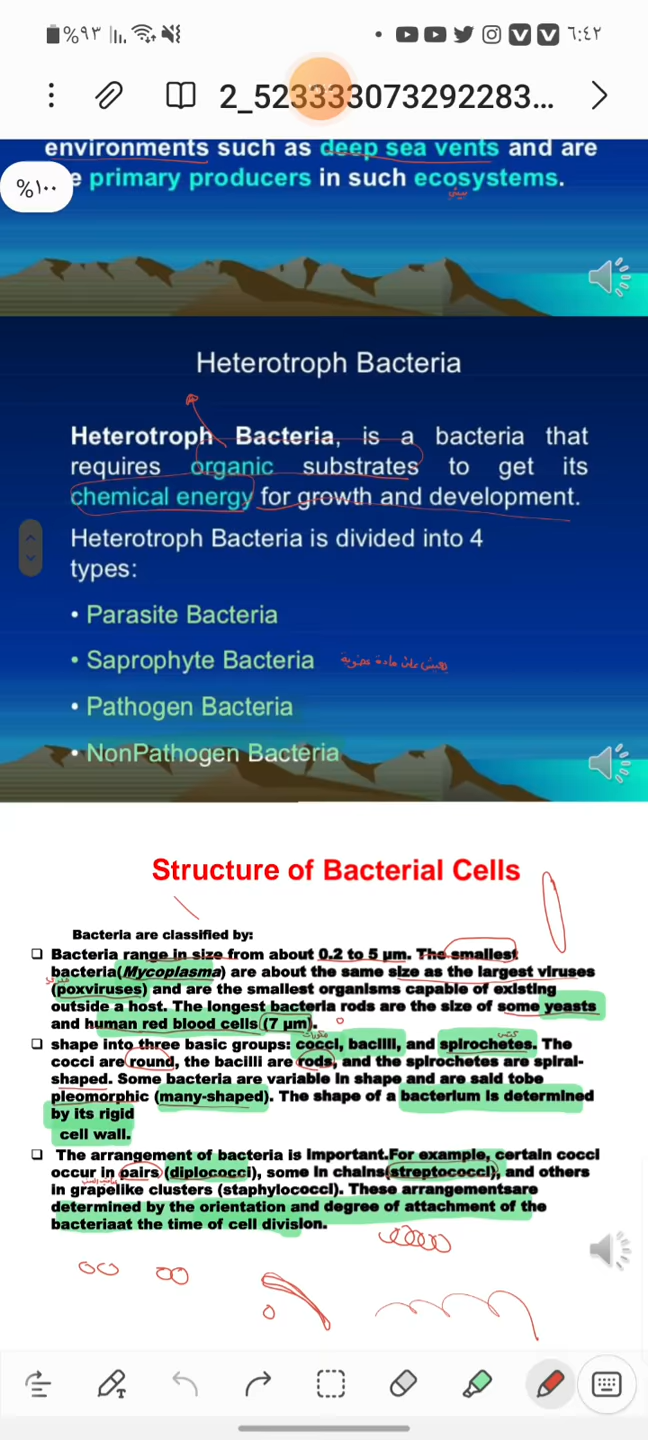 %٩٣
٦:٤٢
2_523333073292283...
environments such as deep sea vents and are
%١٠٠
e primary producers in such ecosystems.
Heterotroph Bacteria
Heterotroph Bacteria, is a bacteria that
requires organic substrates to get its
chemical energy for growth and development.
Heterotroph Bacteria is divided into 4
types:
• Parasite Bacteria
• Saprophyte Bacteria يعيش على مادة عضوية
• Pathogen Bacteria
• NonPathogen Bacteria
Structure of Bacterial Cells
Bacteria are classified by:
❑ Bacteria range in size from about 0.2 to 5 µm. The smallest
bacteria(Mycoplasma) are about the same size as the largest viruses
(poxviruses) and are the smallest organisms capable of existing
outside a host. The longest bacteria rods are the size of some yeasts
and human red blood cells (7 µm).
❑ shape into three basic groups: cocci, bacilli, and spirochetes. The
cocci are round, the bacilli are rods, and the spirochetes are spiral-
shaped. Some bacteria are variable in shape and are said tobe
pleomorphic (many-shaped). The shape of a bacterium is determined
by its rigid
cell wall.
❑ The arrangement of bacteria is important.For example, certain cocci
occur in pairs (diplococci), some in chains(streptococci), and others
in grapelike clusters (staphylococci). These arrangementsare
determined by the orientation and degree of attachment of the
bacteriaat the time of cell division.